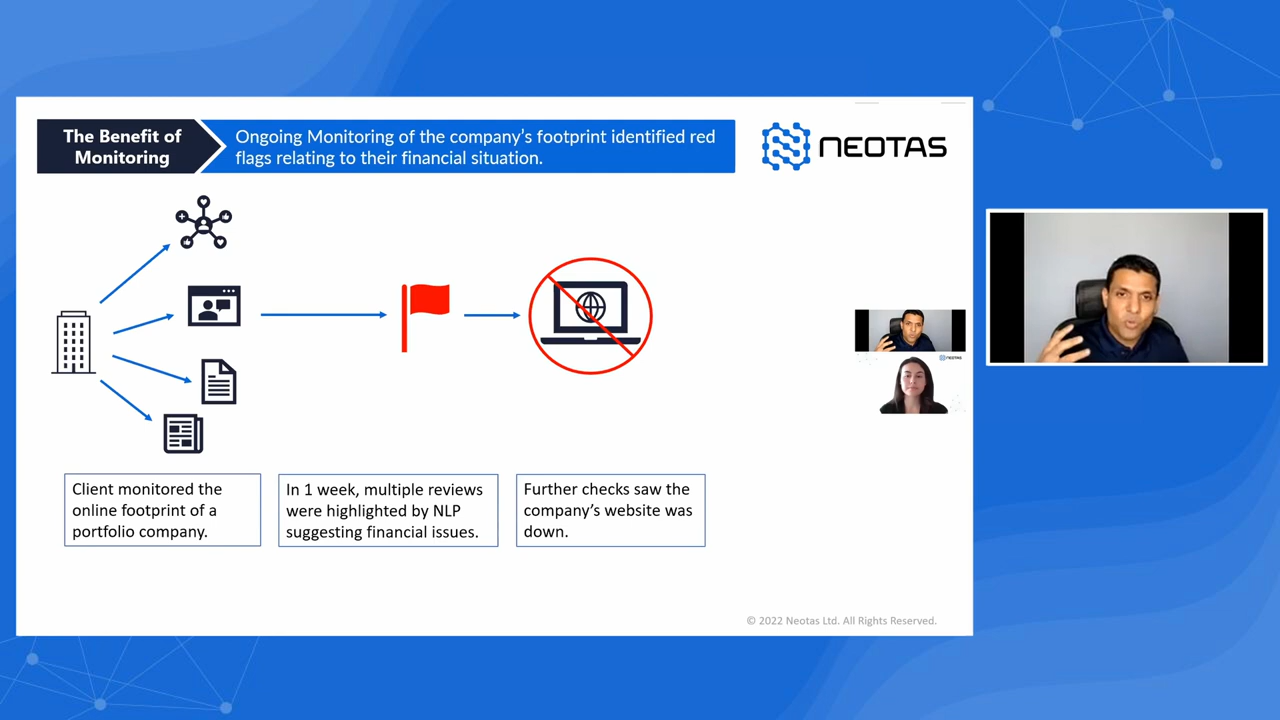 The Benefit of
Monitoring
Ongoing Monitoring of the company's footprint identified red
flags relating to their financial situation.
NEOTAS
NEOTAS
Client monitored the
online footprint of a
portfolio company.
In 1 week, multiple reviews
were highlighted by NLP
suggesting financial issues.
Further checks saw the
company's website was
down.
© 2022 Neotas Ltd. All Rights Reserved.